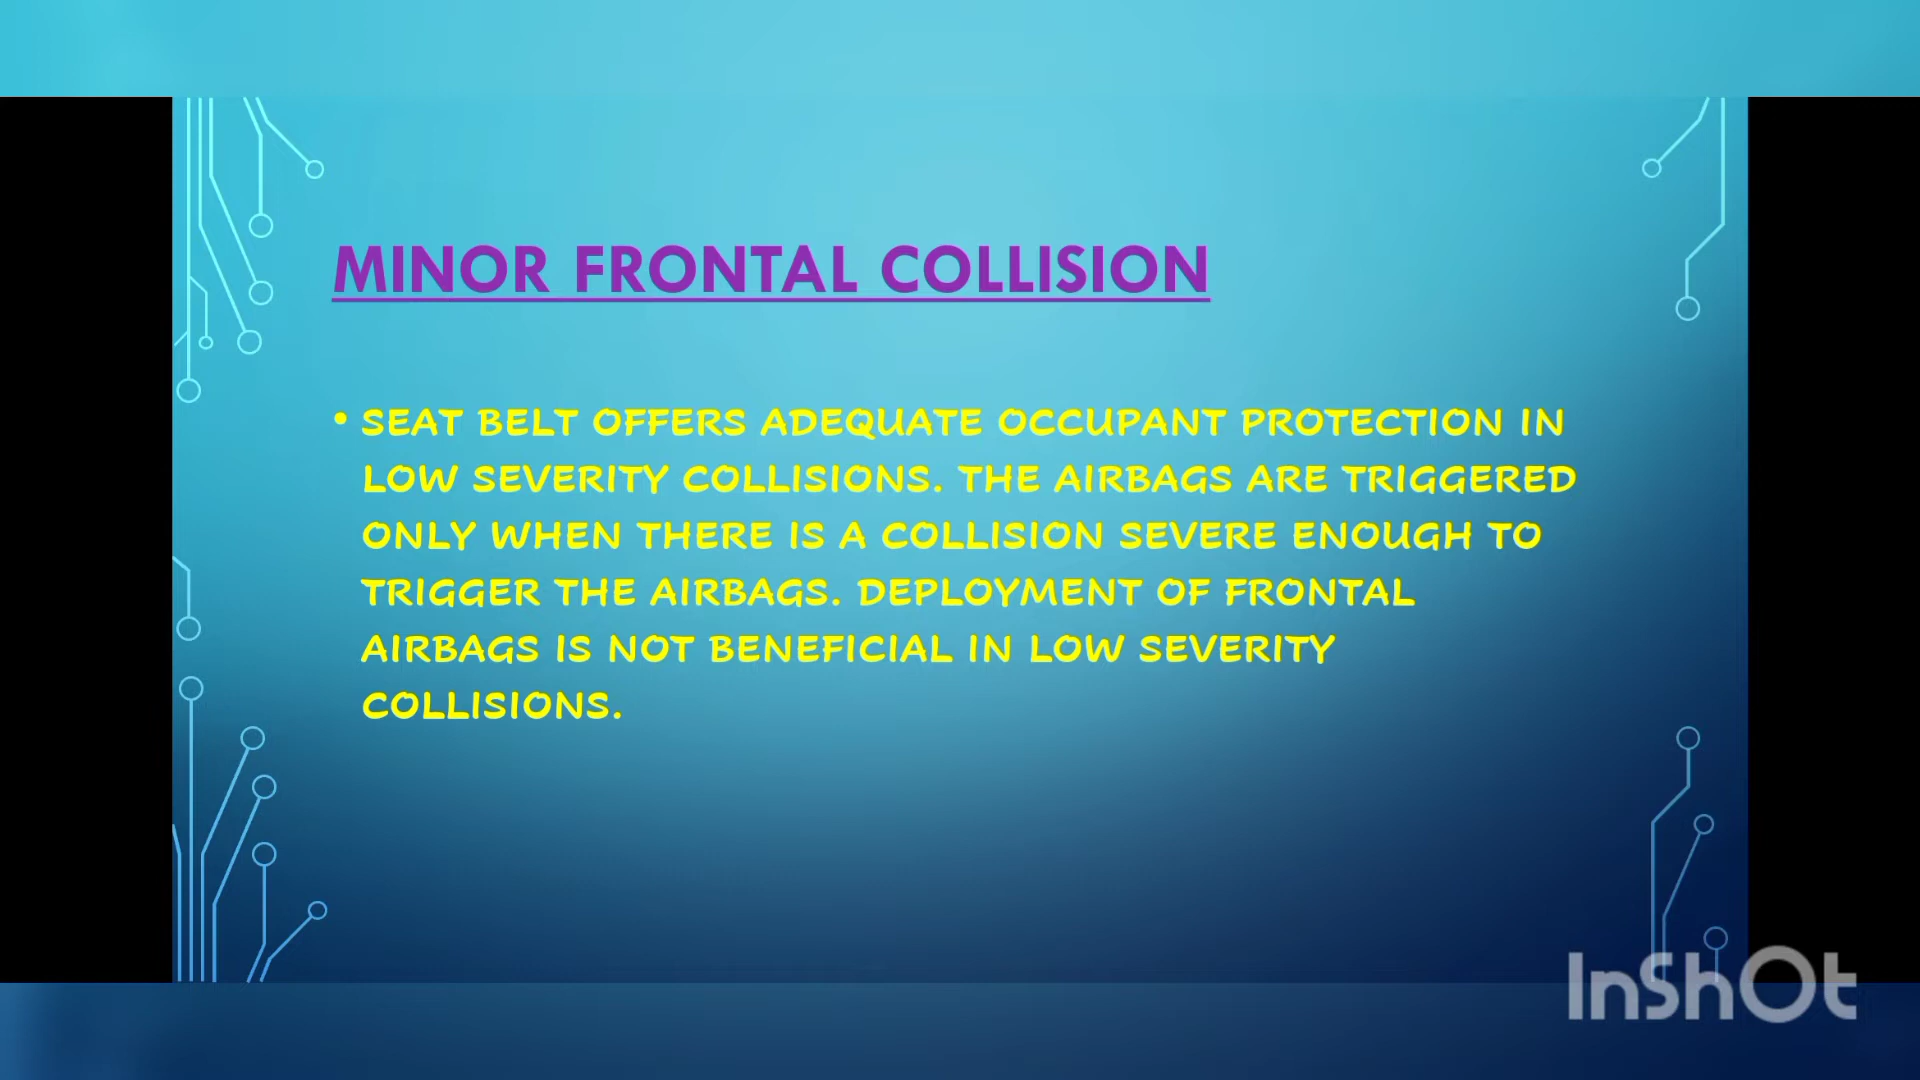 MINOR FRONTAL COLLISION
• SEAT BELT OFFERS ADEQUATE OCCUPANT PROTECTION IN
LOW SEVERITY COLLISIONS. THE AIRBAGS ARE TRIGGERED
ONLY WHEN THERE IS A COLLISION SEVERE ENOUGH TO
TRIGGER THE AIRBAGS. DEPLOYMENT OF FRONTAL
AIRBAGS IS NOT BENEFICIAL IN LOW SEVERITY
COLLISIONS.
InShOt